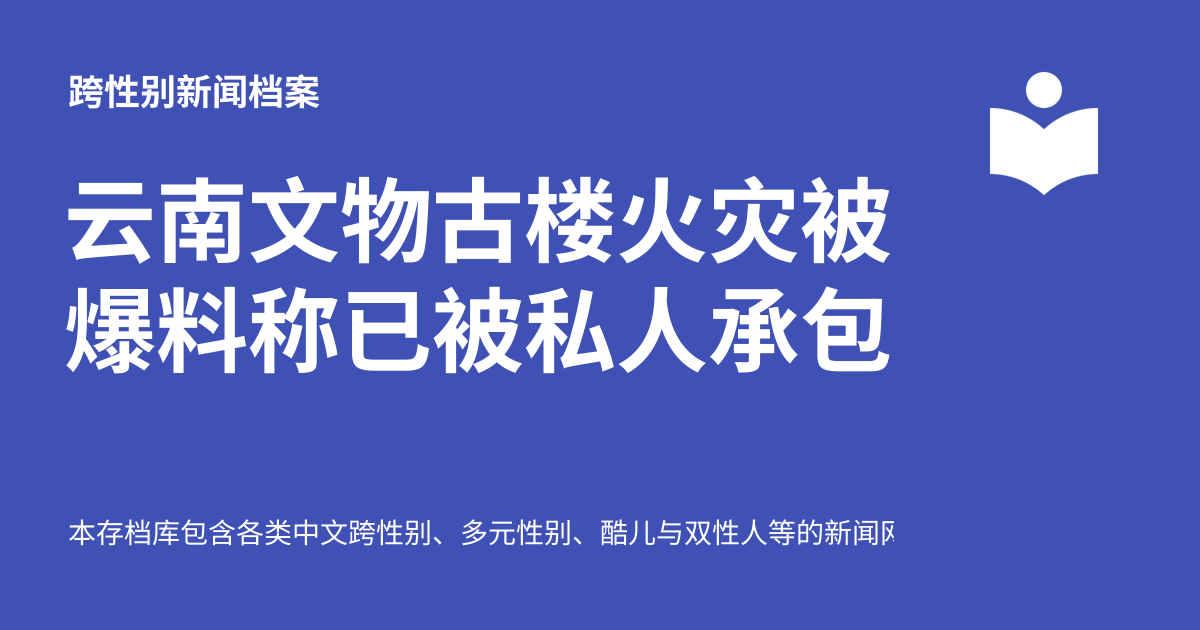 跨性别新闻档案
云南文物古楼火灾被
爆料称已被私人承包
本存档库包含各类中文跨性别、多元性别、酷儿与双性人等的新闻